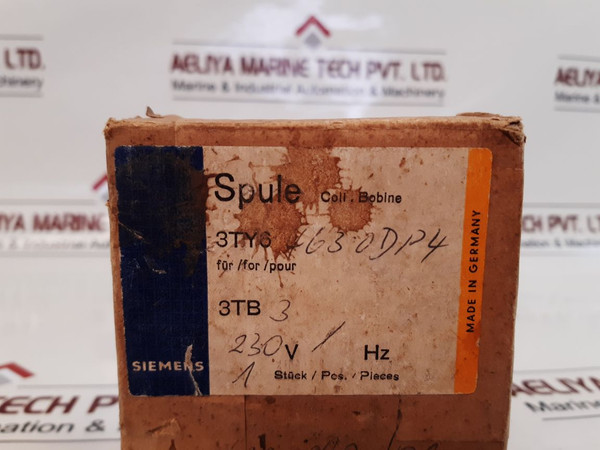 AELIYA MARINE TECH PVT. LTD.
Marine & Industrial Automation & Machinery
Spule Coil . Bobine
3TY6 463-0DP4
für /for /pour
3TB 3
230 V / Hz
1 Stück / Pcs. / Pieces
SIEMENS
MADE IN GERMANY